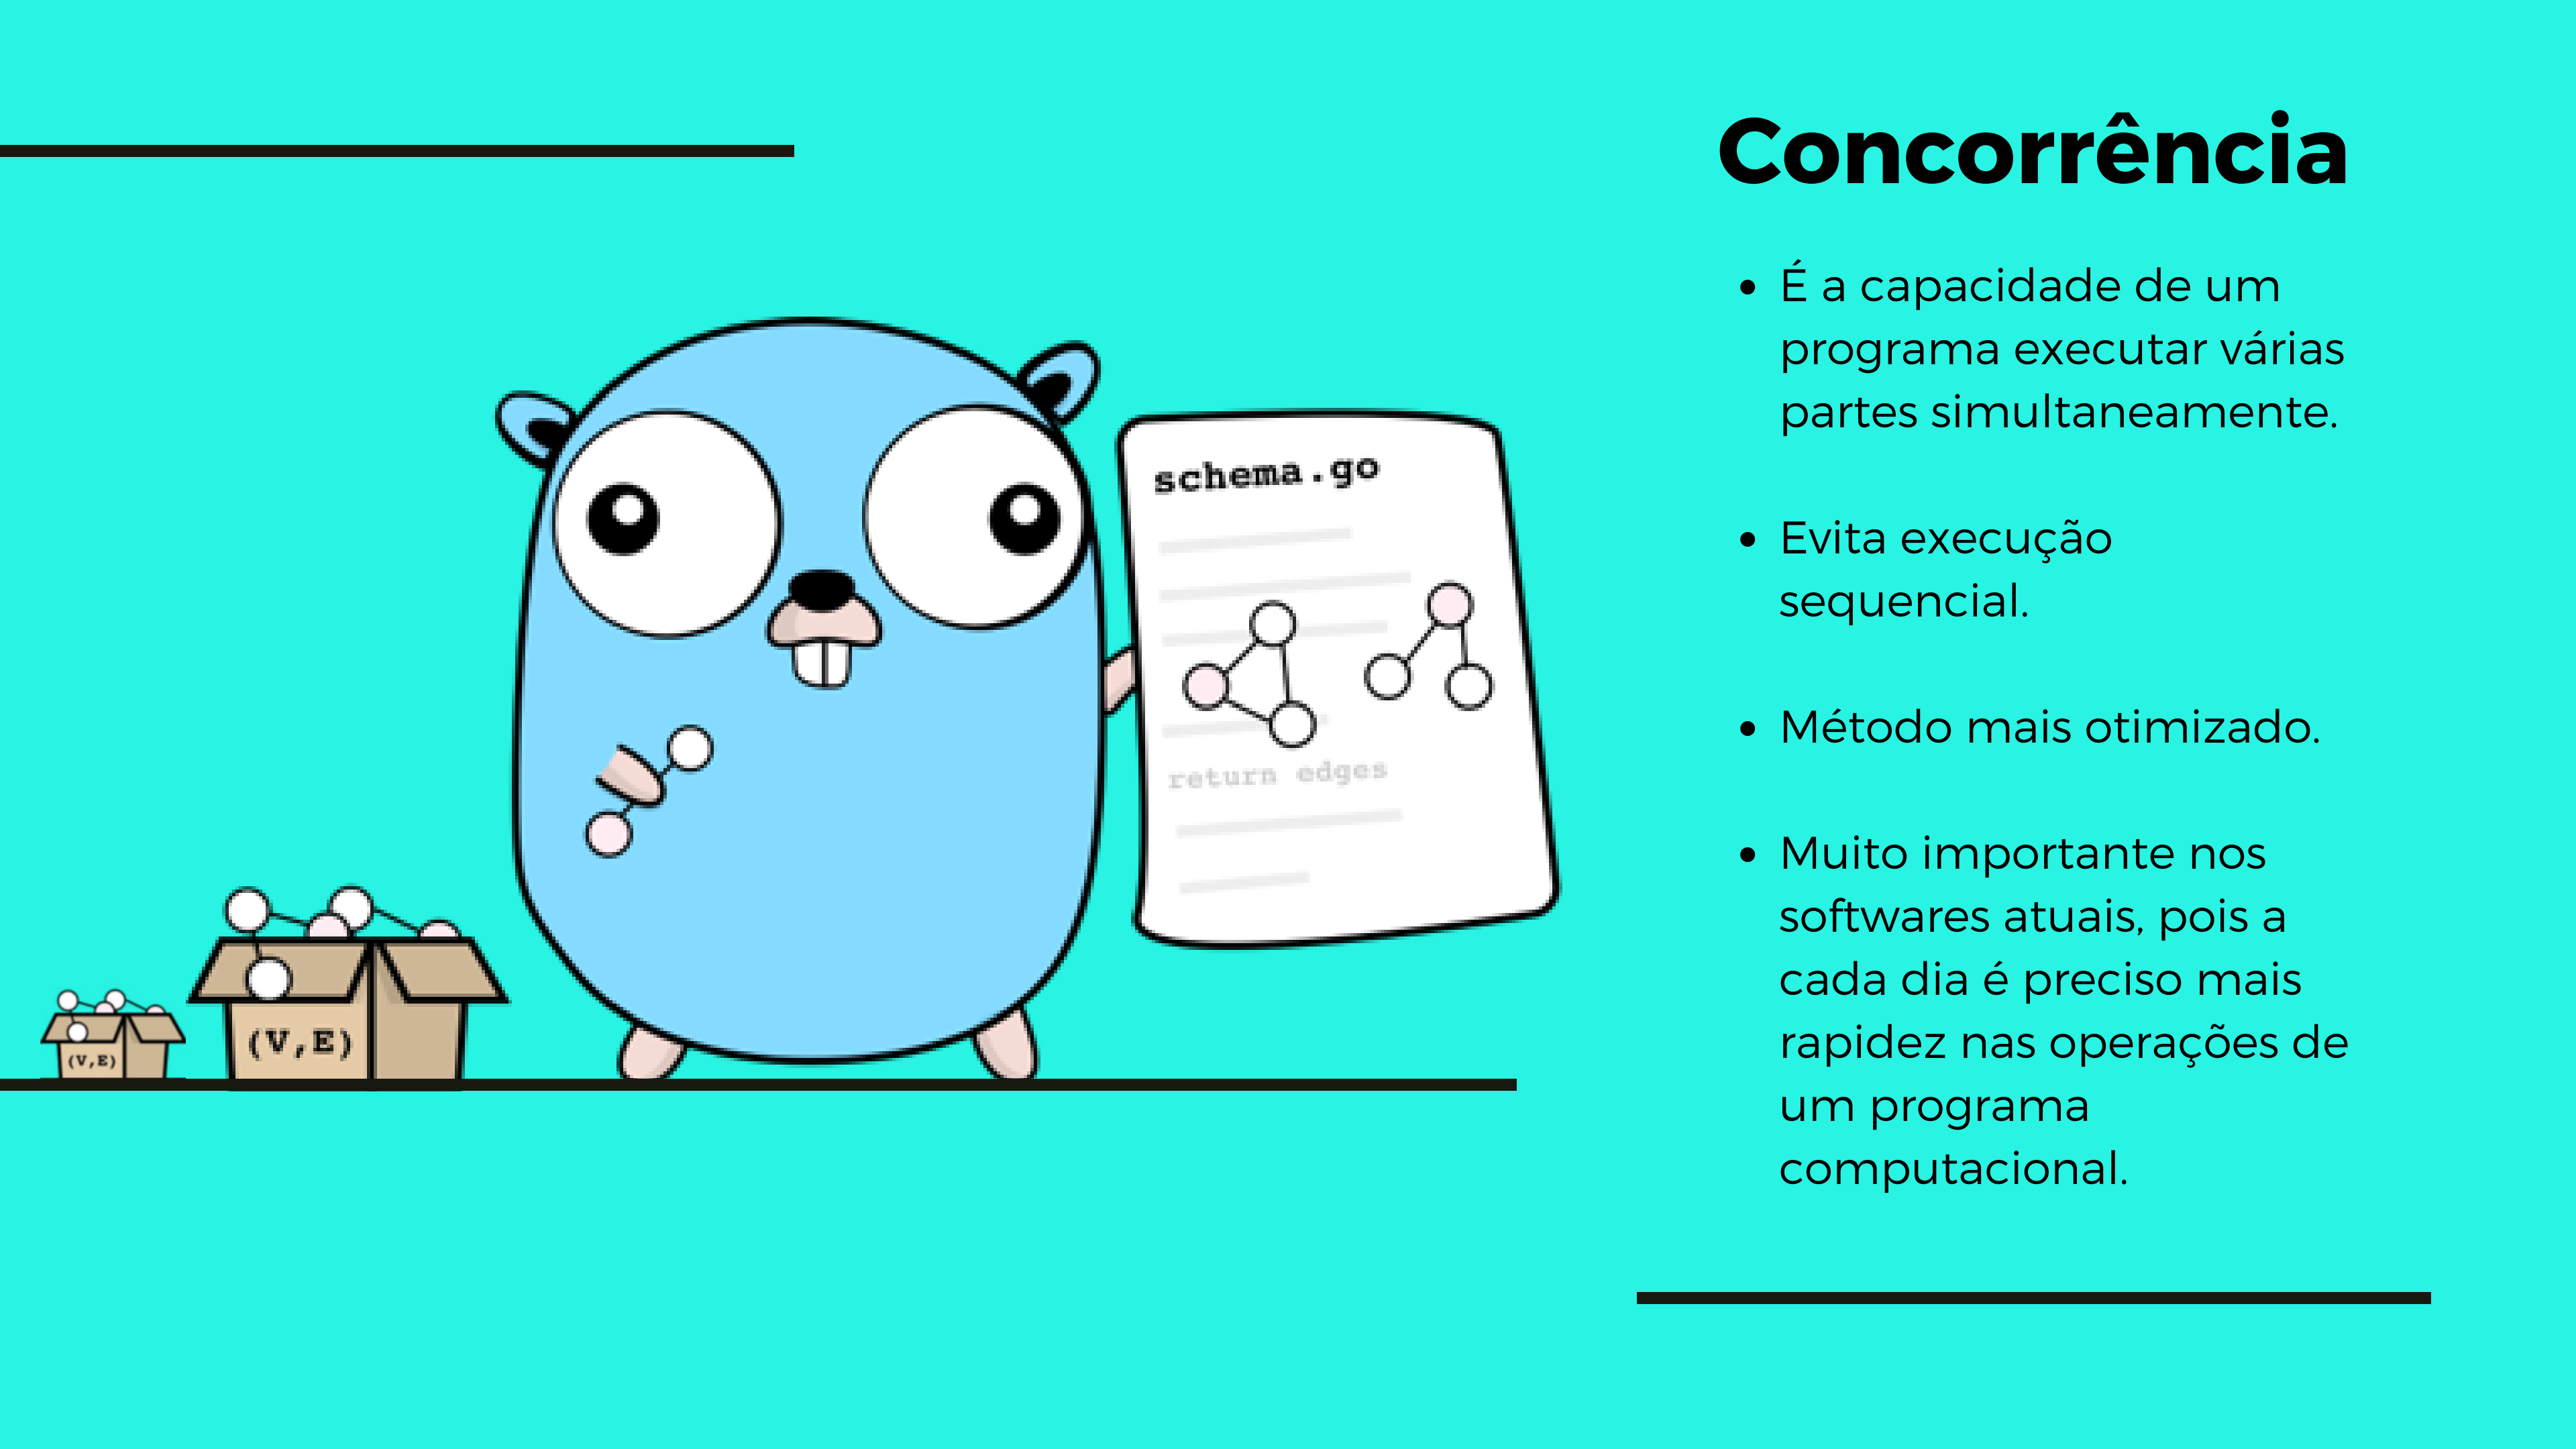 Concorrência
• É a capacidade de um
programa executar várias
partes simultaneamente.
• Evita execução
sequencial.
• Método mais otimizado.
• Muito importante nos
softwares atuais, pois a
cada dia é preciso mais
rapidez nas operações de
um programa
computacional.
schema.go
return edges
(V,E)
(V,E)